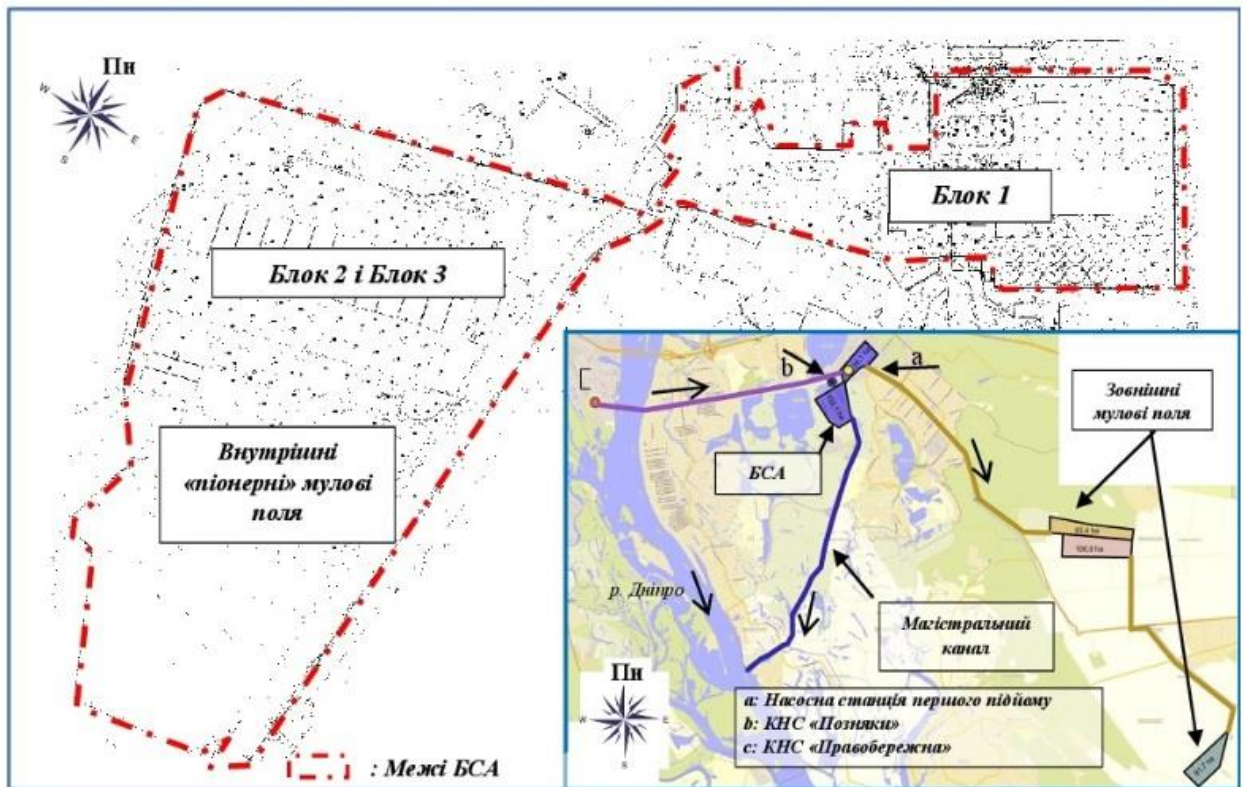 Пн
W
E
S
Блок 1
Блок 2 і Блок 3
Внутрішні
«піонерні» мулові
поля
b
a
Зовнішні
мулові поля
БСА
р. Дніпро
Магістральний
канал
Пн
W
E
S
a: Насосна станція першого підйому
b: КНС «Позняки»
c: КНС «Правобережна»
: Межі БСА